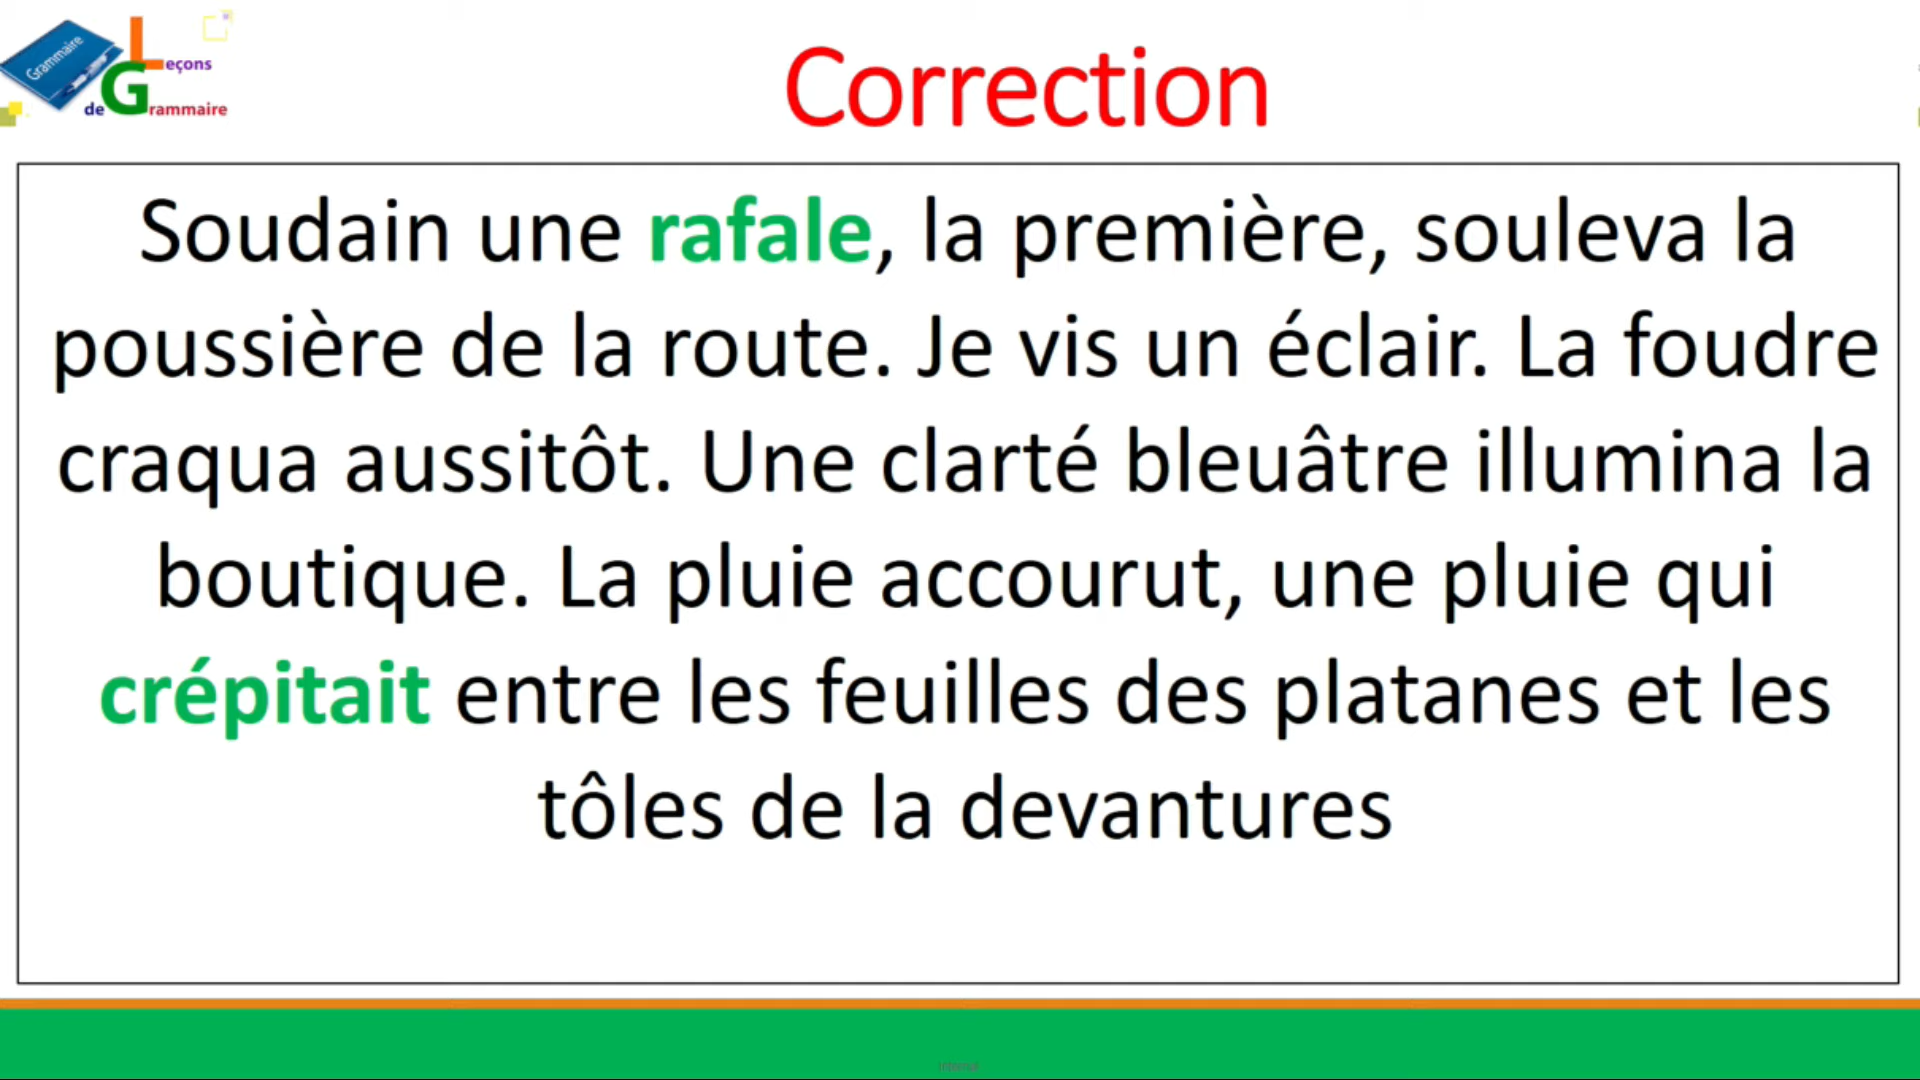 Grammaire
Leçons
de Grammaire
Correction
Soudain une rafale, la première, souleva la
poussière de la route. Je vis un éclair. La foudre
craqua aussitôt. Une clarté bleuâtre illumina la
boutique. La pluie accourut, une pluie qui
crépitait entre les feuilles des platanes et les
tôles de la devantures
Internal